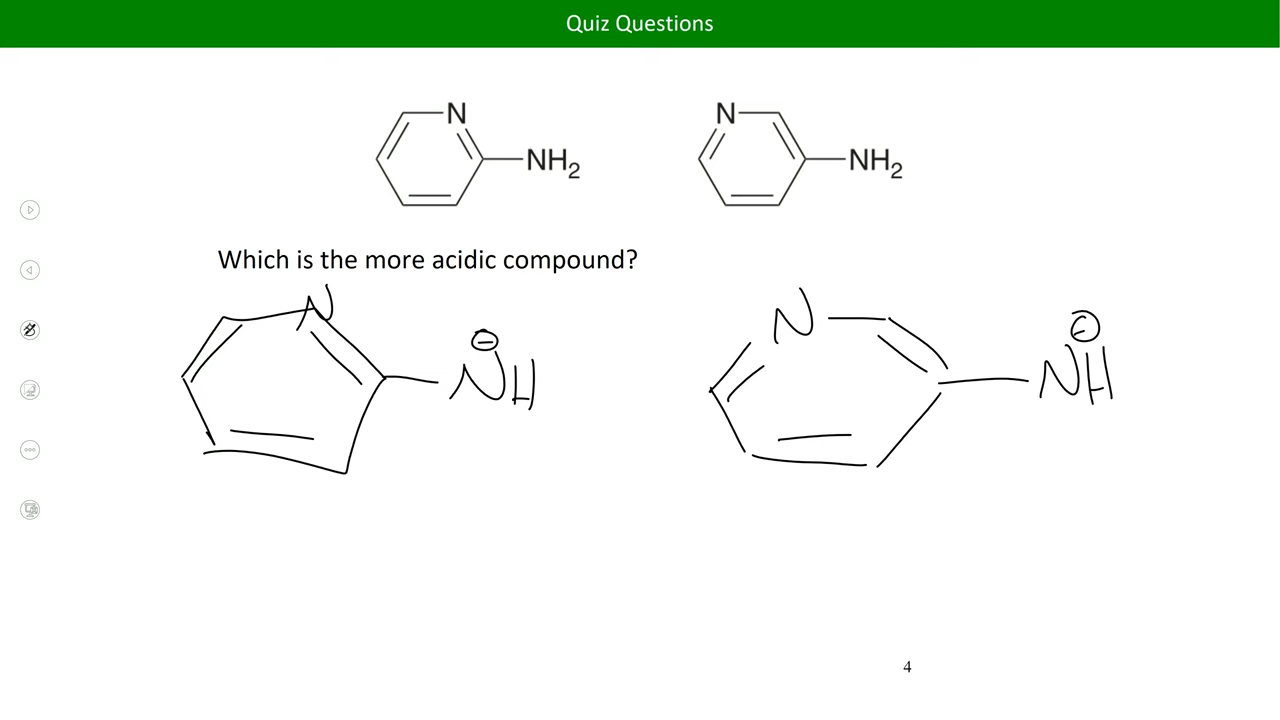 Quiz Questions
N N
NH2 NH2
Which is the more acidic compound?
N N
⊖ ⊖
NH NH
4